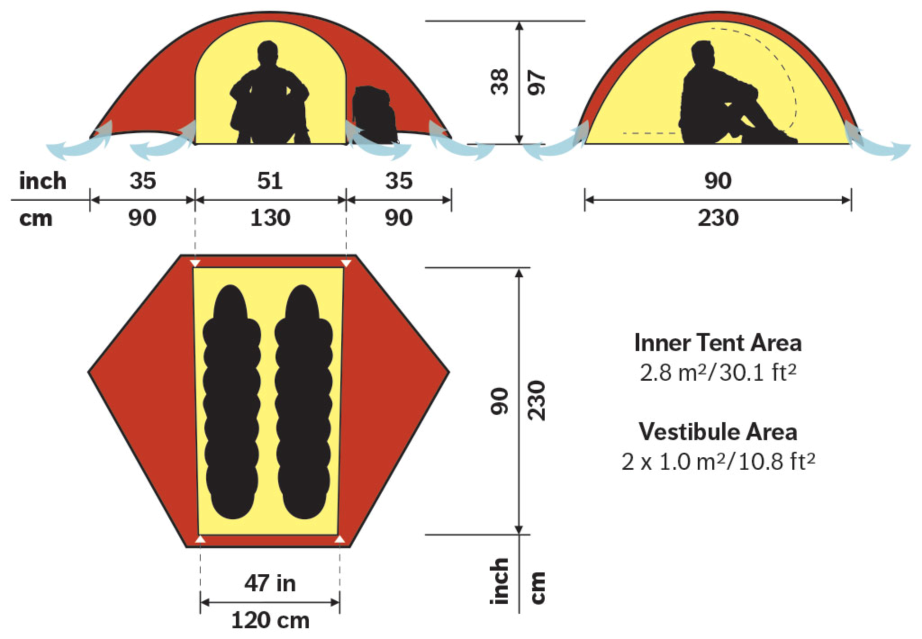 38
97
inch 35 51 35
cm 90 130 90
90
230
90
230
Inner Tent Area
2.8 m²/30.1 ft²
Vestibule Area
2 x 1.0 m²/10.8 ft²
47 in
120 cm
inch
cm